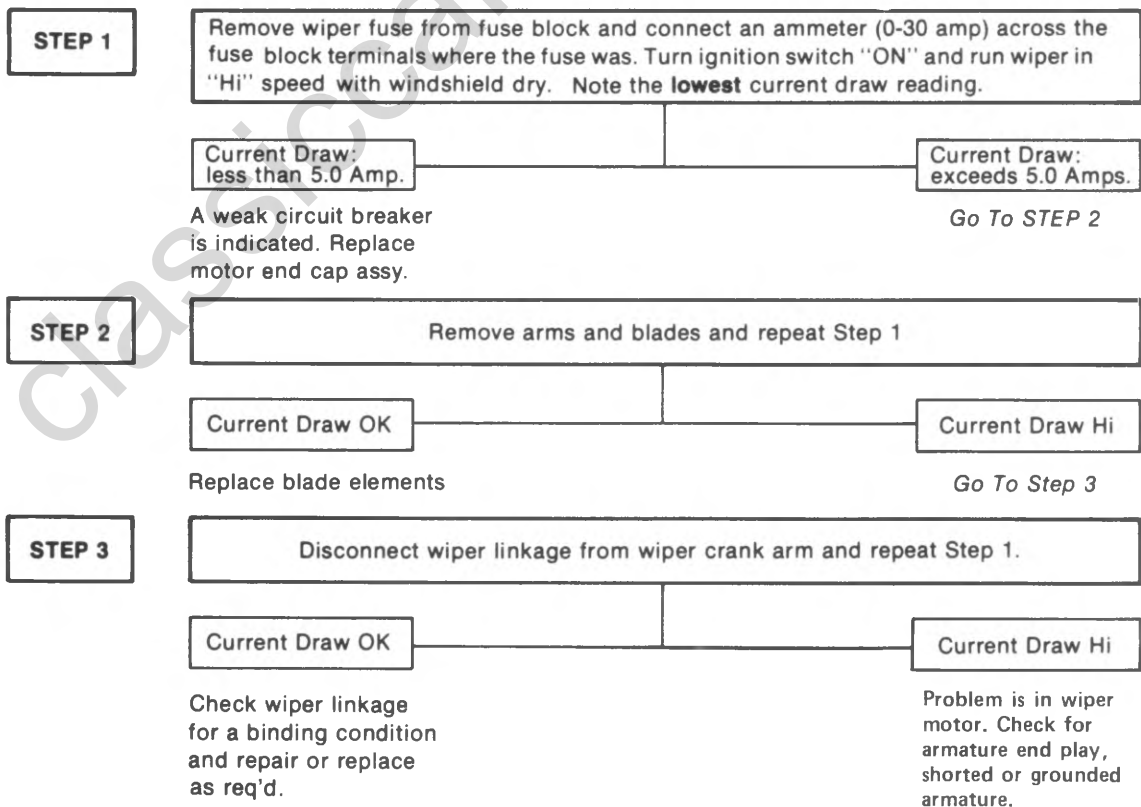 STEP 1
Remove wiper fuse from fuse block and connect an ammeter (0-30 amp) across the
fuse block terminals where the fuse was. Turn ignition switch "ON" and run wiper in
"Hi" speed with windshield dry. Note the lowest current draw reading.
Current Draw:
less than 5.0 Amp.
Current Draw:
exceeds 5.0 Amps.
A weak circuit breaker
is indicated. Replace
motor end cap assy.
Go To STEP 2
STEP 2
Remove arms and blades and repeat Step 1
Current Draw OK
Current Draw Hi
Replace blade elements
Go To Step 3
STEP 3
Disconnect wiper linkage from wiper crank arm and repeat Step 1.
Current Draw OK
Current Draw Hi
Check wiper linkage
for a binding condition
and repair or replace
as req'd.
Problem is in wiper
motor. Check for
armature end play,
shorted or grounded
armature.